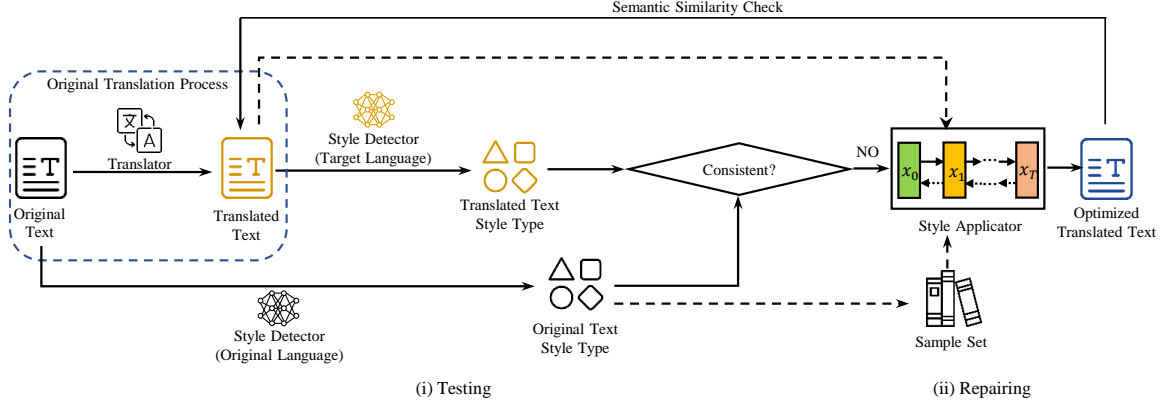 Semantic Similarity Check
Original Translation Process
文
A
Translator
T
Original
Text
T
Translated
Text
Style Detector
(Target Language)
Translated Text
Style Type
Consistent?
NO
x₀
x₁
x_T
Style Applicator
T
Optimized
Translated Text
Style Detector
(Original Language)
Original Text
Style Type
Sample Set
(i) Testing
(ii) Repairing